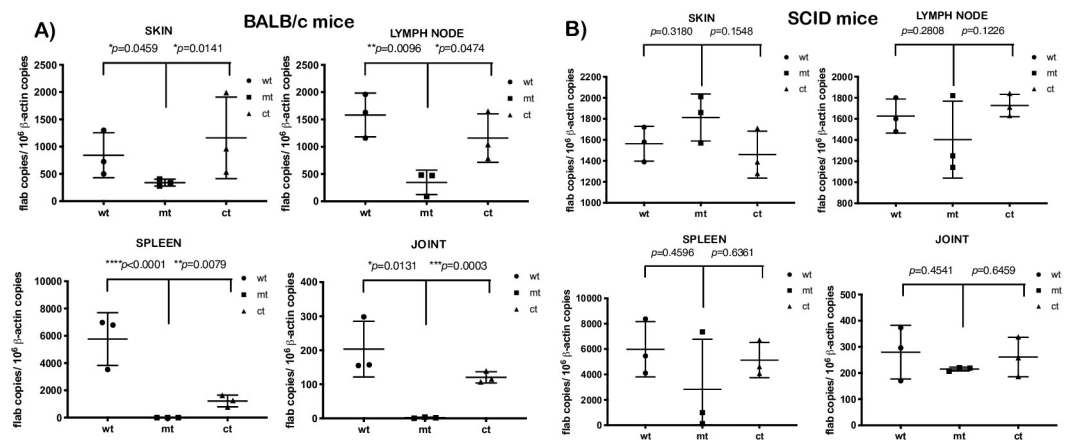 A)
BALB/c mice
SKIN
*p=0.0459 *p=0.0141
flab copies/ 10⁶ β-actin copies
2500
2000
1500
1000
500
0
wt mt ct
wt
mt
ct
LYMPH NODE
**p=0.0096 *p=0.0474
flab copies/ 10⁶ β-actin copies
2500
2000
1500
1000
500
0
wt mt ct
wt
mt
ct
SPLEEN
****p<0.0001 **p=0.0079
flab copies/ 10⁶ β-actin copies
10000
8000
6000
4000
2000
0
wt mt ct
wt
mt
ct
JOINT
*p=0.0131 ***p=0.0003
flab copies/ 10⁶ β-actin copies
400
300
200
100
0
wt mt ct
wt
mt
ct
B)
SCID mice
SKIN
p=0.3180 p=0.1548
flab copies/ 10⁶ β-actin copies
2200
2000
1800
1600
1400
1200
1000
wt mt ct
wt
mt
ct
LYMPH NODE
p=0.2808 p=0.1226
flab copies/ 10⁶ β-actin copies
2000
1800
1600
1400
1200
1000
800
wt mt ct
wt
mt
ct
SPLEEN
p=0.4596 p=0.6361
flab copies/ 10⁶ β-actin copies
10000
8000
6000
4000
2000
0
wt mt ct
wt
mt
ct
JOINT
p=0.4541 p=0.6459
flab copies/ 10⁶ β-actin copies
500
400
300
200
100
0
wt mt ct
wt
mt
ct